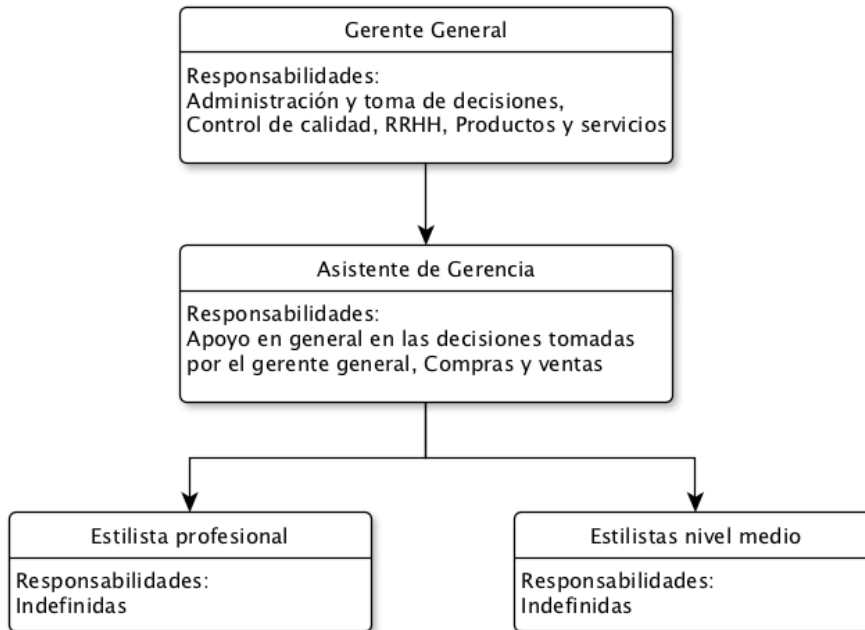 Gerente General
Responsabilidades:
Administración y toma de decisiones,
Control de calidad, RRHH, Productos y servicios
Asistente de Gerencia
Responsabilidades:
Apoyo en general en las decisiones tomadas
por el gerente general, Compras y ventas
Estilista profesional
Responsabilidades:
Indefinidas
Estilistas nivel medio
Responsabilidades:
Indefinidas